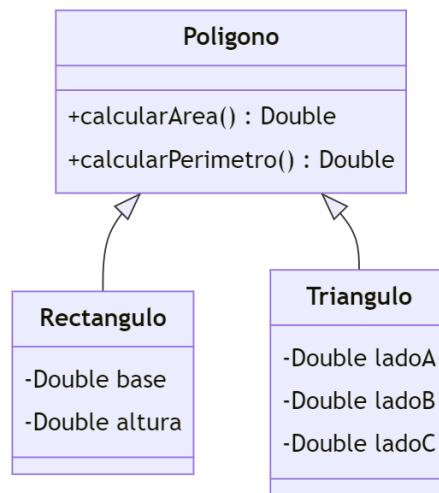 Poligono
+calcularArea() : Double
+calcularPerimetro() : Double
Rectangulo
-Double base
-Double altura
Triangulo
-Double ladoA
-Double ladoB
-Double ladoC